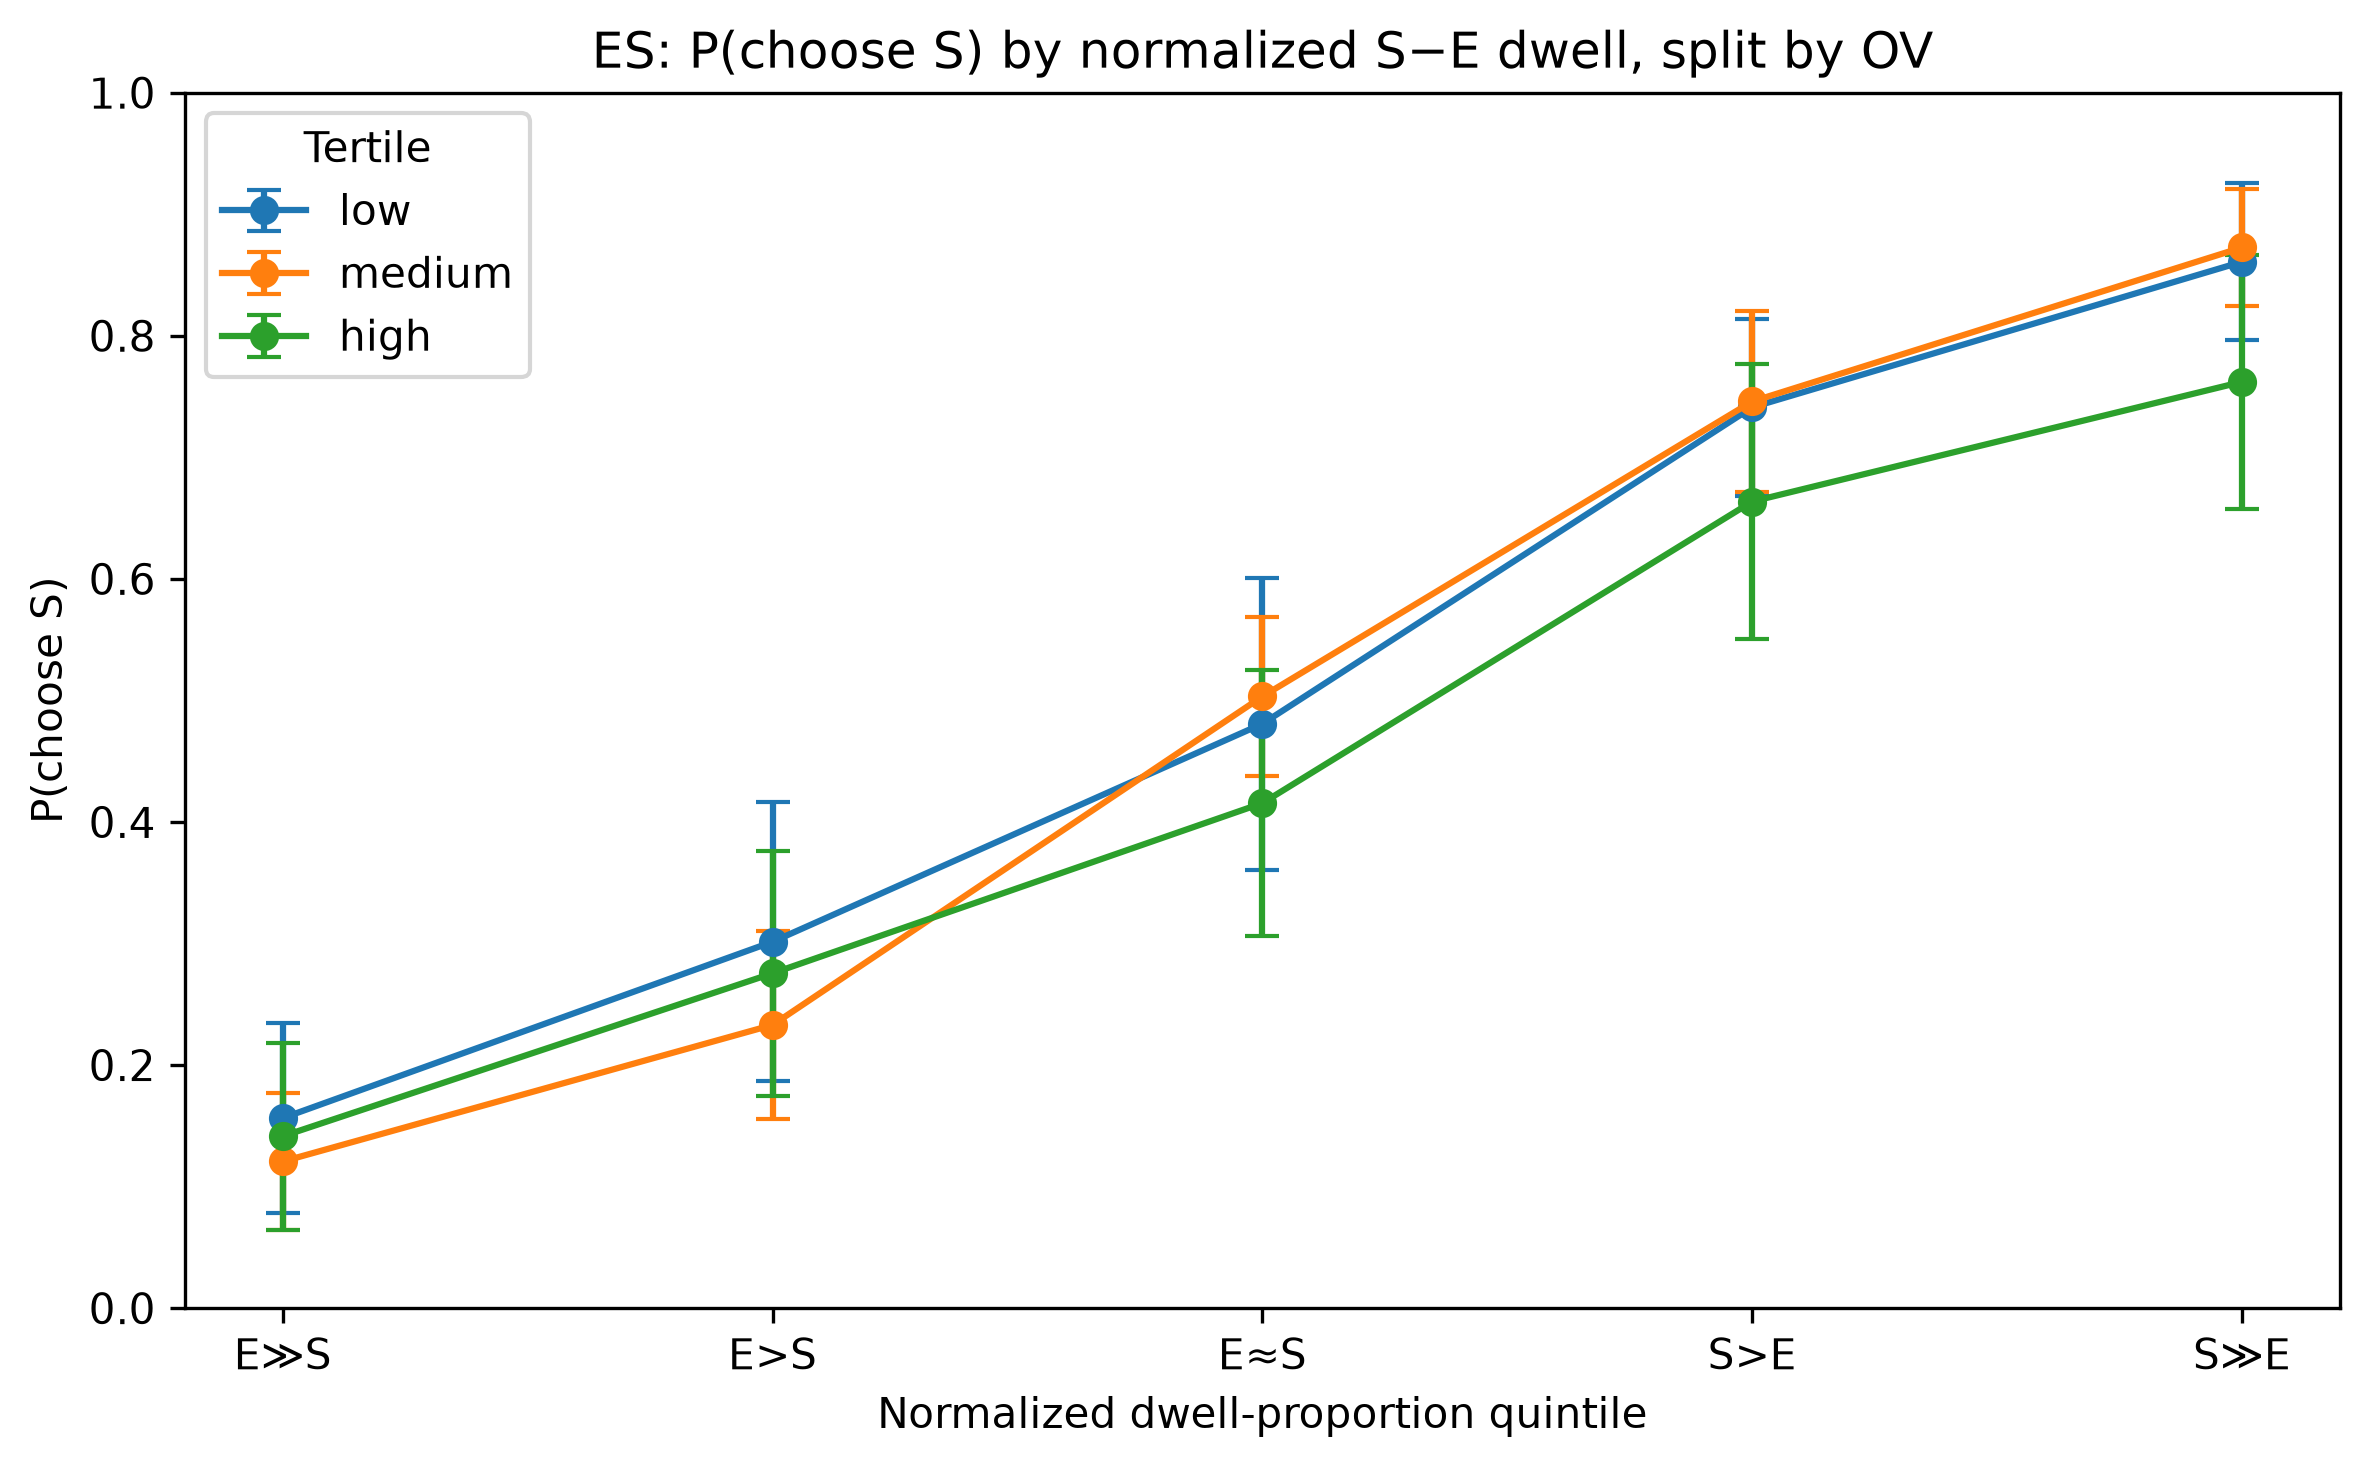 ES: P(choose S) by normalized S−E dwell, split by OV
P(choose S)
1.0
0.8
0.6
0.4
0.2
0.0
Tertile
low
medium
high
E≫S
E>S
E≈S
S>E
S≫E
Normalized dwell-proportion quintile